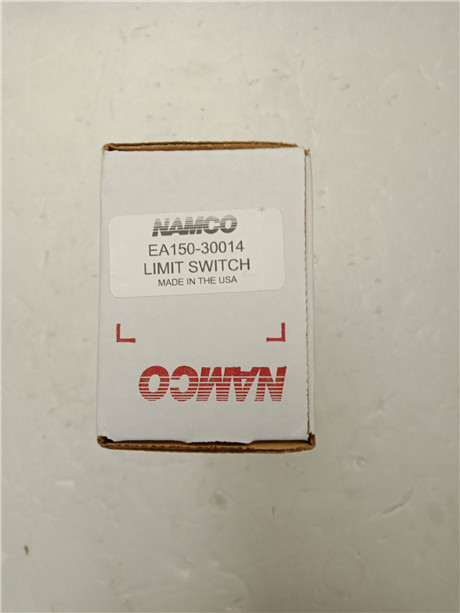 NAMCO
EA150-30014
LIMIT SWITCH
MADE IN THE USA
NAMCO